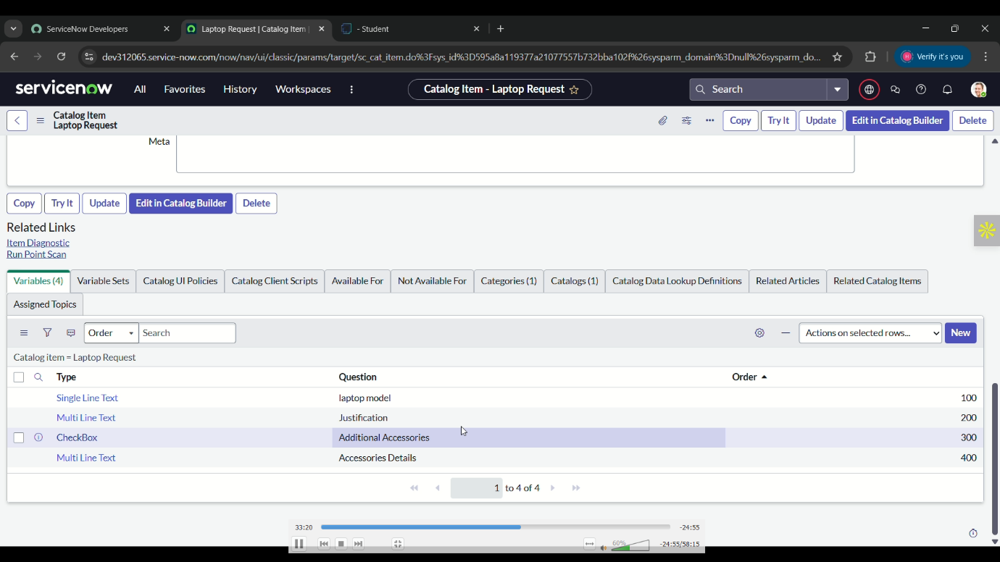 ServiceNow Developers
Laptop Request | Catalog Item |
- Student
dev312065.service-now.com/now/nav/ui/classic/params/target/sc_cat_item.do%3Fsys_id%3D595a8a119377a21077557b732bba102f%26sysparm_domain%3Dnull%26sysparm_do...
Verify it's you
servicenow All Favorites History Workspaces Catalog Item - Laptop Request Search
Catalog Item
Laptop Request
Copy Try It Update Edit in Catalog Builder Delete
Meta
Copy Try It Update Edit in Catalog Builder Delete
Related Links
Item Diagnostic
Run Point Scan
Variables (4) Variable Sets Catalog UI Policies Catalog Client Scripts Available For Not Available For Categories (1) Catalogs (1) Catalog Data Lookup Definitions Related Articles Related Catalog Items
Assigned Topics
Order Search Actions on selected rows... New
Catalog item = Laptop Request
Type Question Order
Single Line Text laptop model 100
Multi Line Text Justification 200
CheckBox Additional Accessories 300
Multi Line Text Accessories Details 400
1 to 4 of 4
33:20 -24:55
60% -24:55/58:15